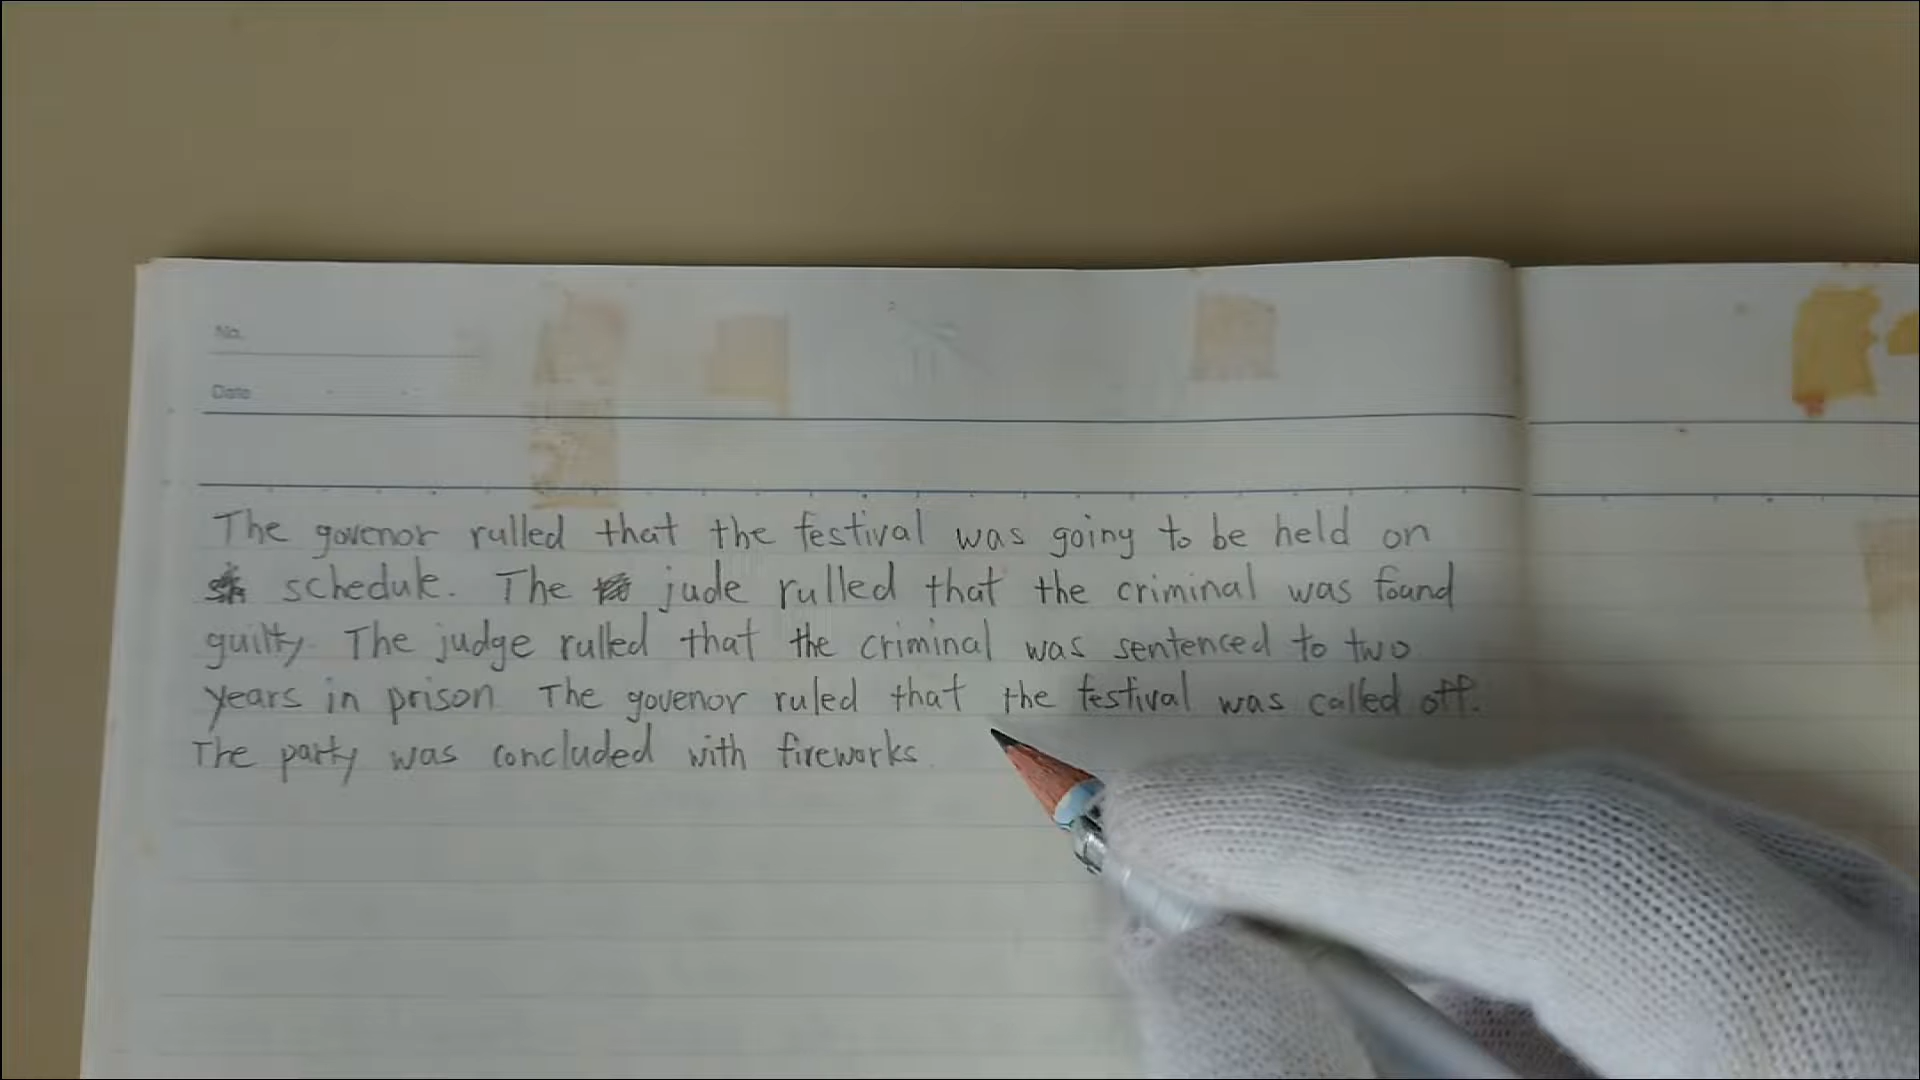 No.
Date
The govenor rulled that the festival was going to be held on
schedule. The jude rulled that the criminal was found
guilty. The judge rulled that the criminal was sentenced to two
years in prison The govenor ruled that the festival was called off.
The party was concluded with fireworks.